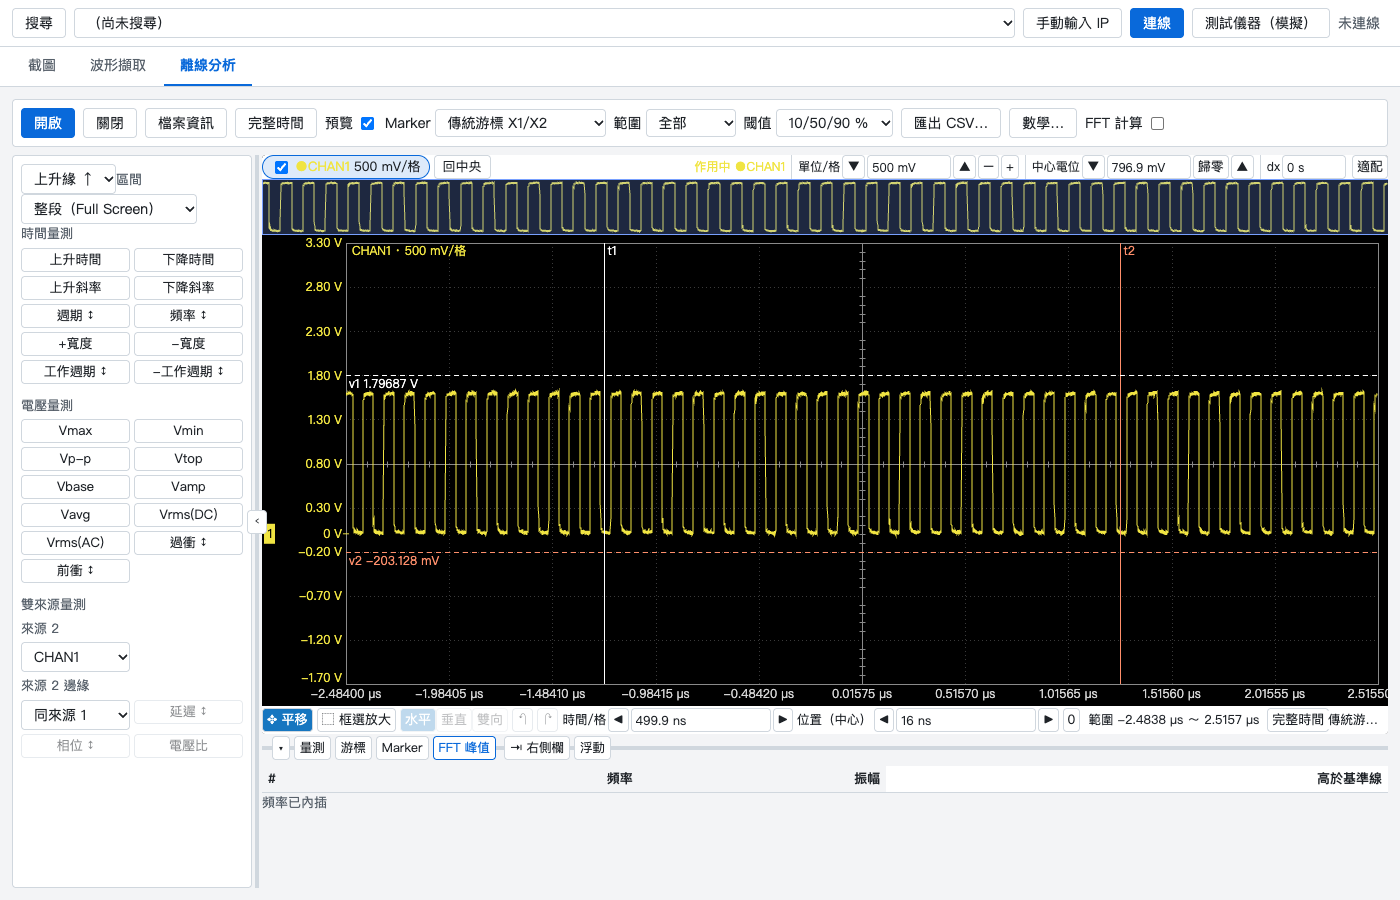 搜尋 （尚未搜尋） 手動輸入 IP 連線 測試儀器（模擬） 未連線
截圖 波形擷取 離線分析
開啟 關閉 檔案資訊 完整時間 預覽 Marker 傳統游標 X1/X2 範圍 全部 閾值 10/50/90 % 匯出 CSV... 數學... FFT 計算
上升緣 ↑ 區間
整段（Full Screen）
時間量測
上升時間 下降時間
上升斜率 下降斜率
週期 ↕ 頻率 ↕
+寬度 −寬度
工作週期 ↕ −工作週期 ↕
電壓量測
Vmax Vmin
Vp-p Vtop
Vbase Vamp
Vavg Vrms(DC)
Vrms(AC) 過衝 ↕
前衝 ↕
雙來源量測
來源 2
CHAN1
來源 2 邊緣
同來源 1 延遲 ↕
相位 ↕ 電壓比
CHAN1 500 mV/格 回中央 作用中 CHAN1 單位/格 ▼ 500 mV ▲ − + 中心電位 ▼ 796.9 mV 歸零 ▲ dx 0 s 適配
3.30 V
CHAN1 · 500 mV/格 t1 t2
2.80 V
2.30 V
1.80 V
v1 1.79687 V
1.30 V
0.80 V
0.30 V
0 V
1
−0.20 V
v2 −203.128 mV
−0.70 V
−1.20 V
−1.70 V
−2.48400 µs −1.98405 µs −1.48410 µs −0.98415 µs −0.48420 µs 0.01575 µs 0.51570 µs 1.01565 µs 1.51560 µs 2.01555 µs 2.51550
平移 框選放大 水平 垂直 雙向 時間/格 ◀ 499.9 ns ▶ 位置（中心） ◀ 16 ns ▶ 0 範圍 −2.4838 µs ～ 2.5157 µs 完整時間 傳統游...
量測 游標 Marker FFT 峰值 ⇥ 右側欄 浮動
# 頻率 振幅 高於基準線
頻率已內插